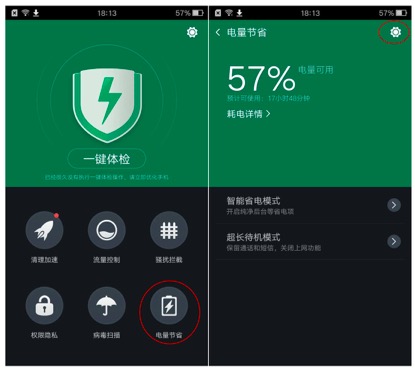 18:13
57%
一键体检
清理加速
流量控制
骚扰拦截
权限隐私
病毒扫描
电量节省
18:13
57%
电量节省
57%
电量可用
预计可使用：17小时48分钟
耗电详情
智能省电模式
开启纯净后台等省电项
超长待机模式
保留通话和短信，关闭上网功能